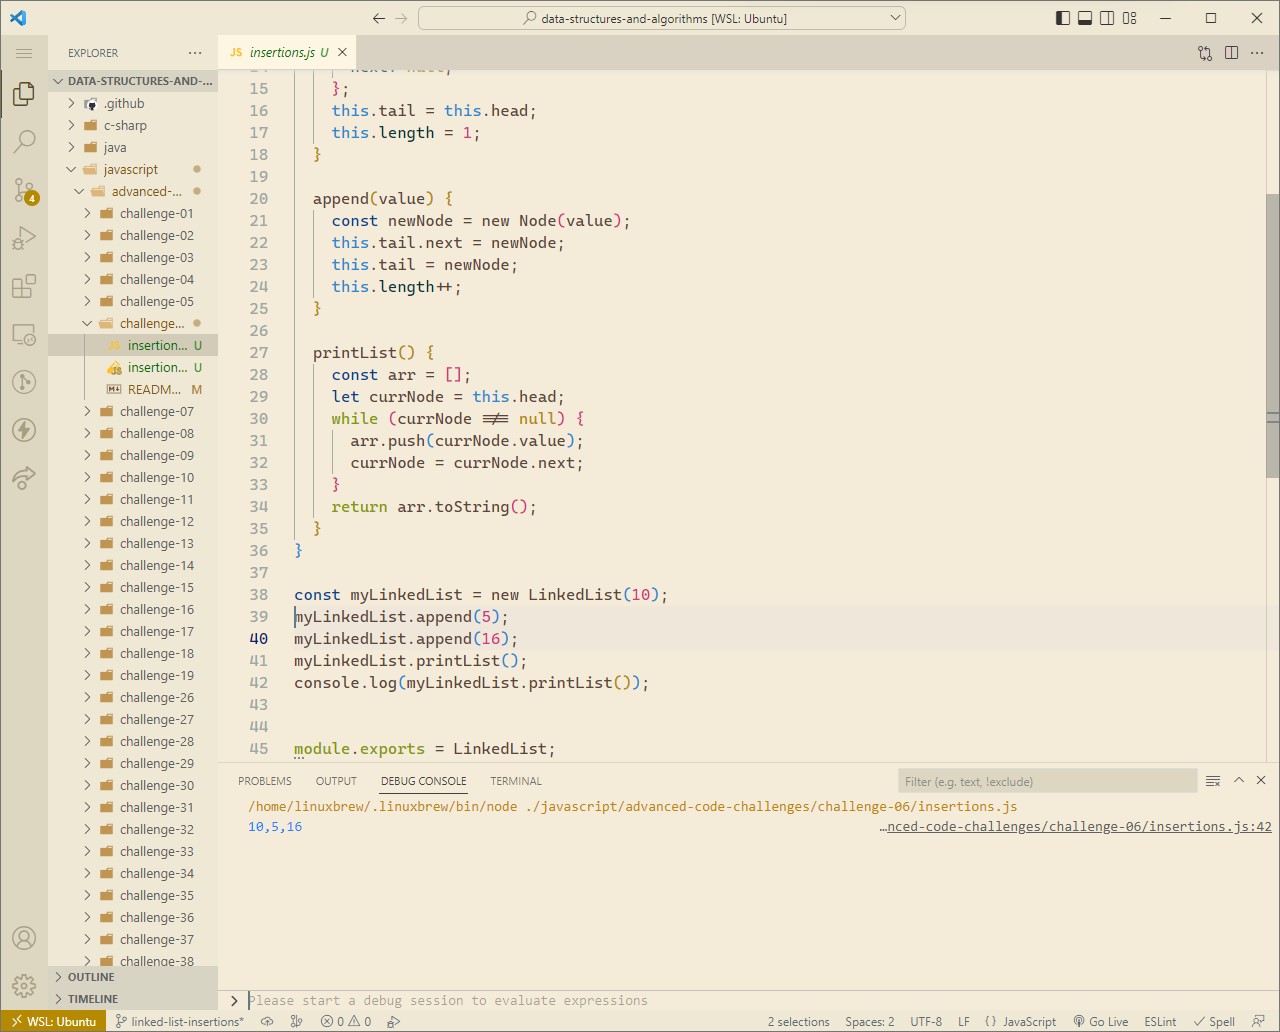 data-structures-and-algorithms [WSL: Ubuntu]
EXPLORER
JS insertions.js U
DATA-STRUCTURES-AND-...
.github
c-sharp
java
javascript
advanced-...
challenge-01
challenge-02
challenge-03
challenge-04
challenge-05
challenge...
JS insertion... U
JS insertion... U
READM... M
challenge-07
challenge-08
challenge-09
challenge-10
challenge-11
challenge-12
challenge-13
challenge-14
challenge-15
challenge-16
challenge-17
challenge-18
challenge-19
challenge-26
challenge-27
challenge-28
challenge-29
challenge-30
challenge-31
challenge-32
challenge-33
challenge-34
challenge-35
challenge-36
challenge-37
challenge-38
OUTLINE
TIMELINE
4
14 next: null,
15 };
16 this.tail = this.head;
17 this.length = 1;
18 }
19
20 append(value) {
21 const newNode = new Node(value);
22 this.tail.next = newNode;
23 this.tail = newNode;
24 this.length++;
25 }
26
27 printList() {
28 const arr = [];
29 let currNode = this.head;
30 while (currNode !== null) {
31 arr.push(currNode.value);
32 currNode = currNode.next;
33 }
34 return arr.toString();
35 }
36 }
37
38 const myLinkedList = new LinkedList(10);
39 myLinkedList.append(5);
40 myLinkedList.append(16);
41 myLinkedList.printList();
42 console.log(myLinkedList.printList());
43
44
45 module.exports = LinkedList;
PROBLEMS OUTPUT DEBUG CONSOLE TERMINAL Filter (e.g. text, !exclude)
/home/linuxbrew/.linuxbrew/bin/node ./javascript/advanced-code-challenges/challenge-06/insertions.js
10,5,16 …nced-code-challenges/challenge-06/insertions.js:42
Please start a debug session to evaluate expressions
WSL: Ubuntu linked-list-insertions* 0 0 2 selections Spaces: 2 UTF-8 LF {} JavaScript Go Live ESLint Spell